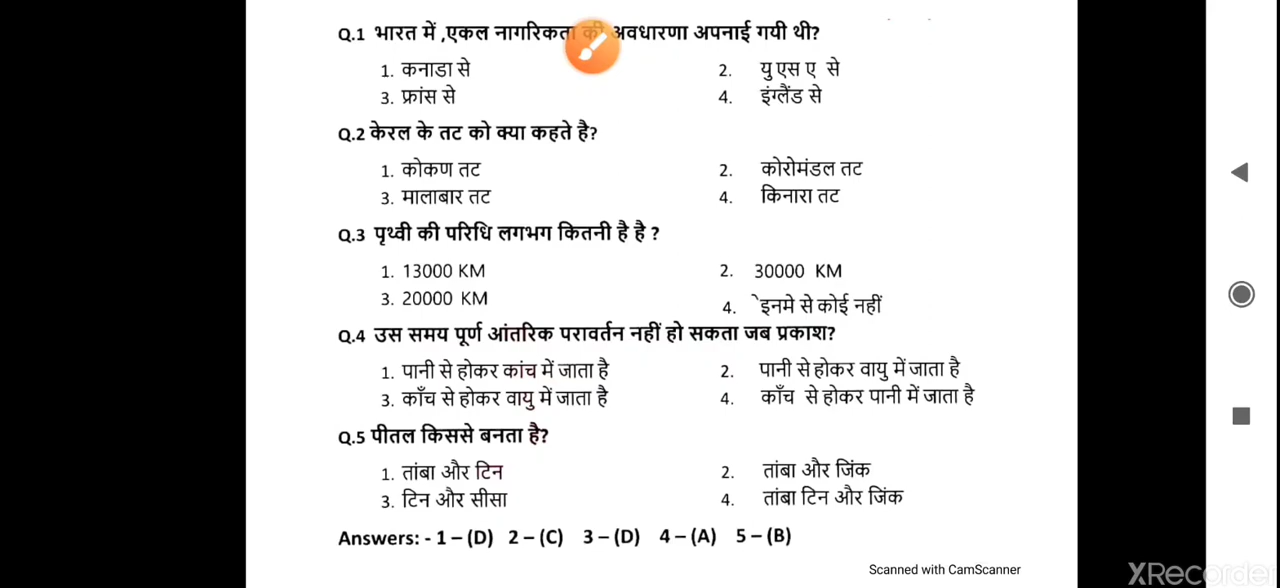 Q.1 भारत में ,एकल नागरिकता की अवधारणा अपनाई गयी थी?
1. कनाडा से 2. यु एस ए से
3. फ्रांस से 4. इंग्लैंड से
Q.2 केरल के तट को क्या कहते है?
1. कोकण तट 2. कोरोमंडल तट
3. मालाबार तट 4. किनारा तट
Q.3 पृथ्वी की परिधि लगभग कितनी है है ?
1. 13000 KM 2. 30000 KM
3. 20000 KM 4. `इनमे से कोई नहीं
Q.4 उस समय पूर्ण आंतरिक परावर्तन नहीं हो सकता जब प्रकाश?
1. पानी से होकर कांच में जाता है 2. पानी से होकर वायु में जाता है
3. काँच से होकर वायु में जाता है 4. काँच से होकर पानी में जाता है
Q.5 पीतल किससे बनता है?
1. तांबा और टिन 2. तांबा और जिंक
3. टिन और सीसा 4. तांबा टिन और जिंक
Answers: - 1 – (D) 2 – (C) 3 – (D) 4 – (A) 5 – (B)
Scanned with CamScanner
XRecorder